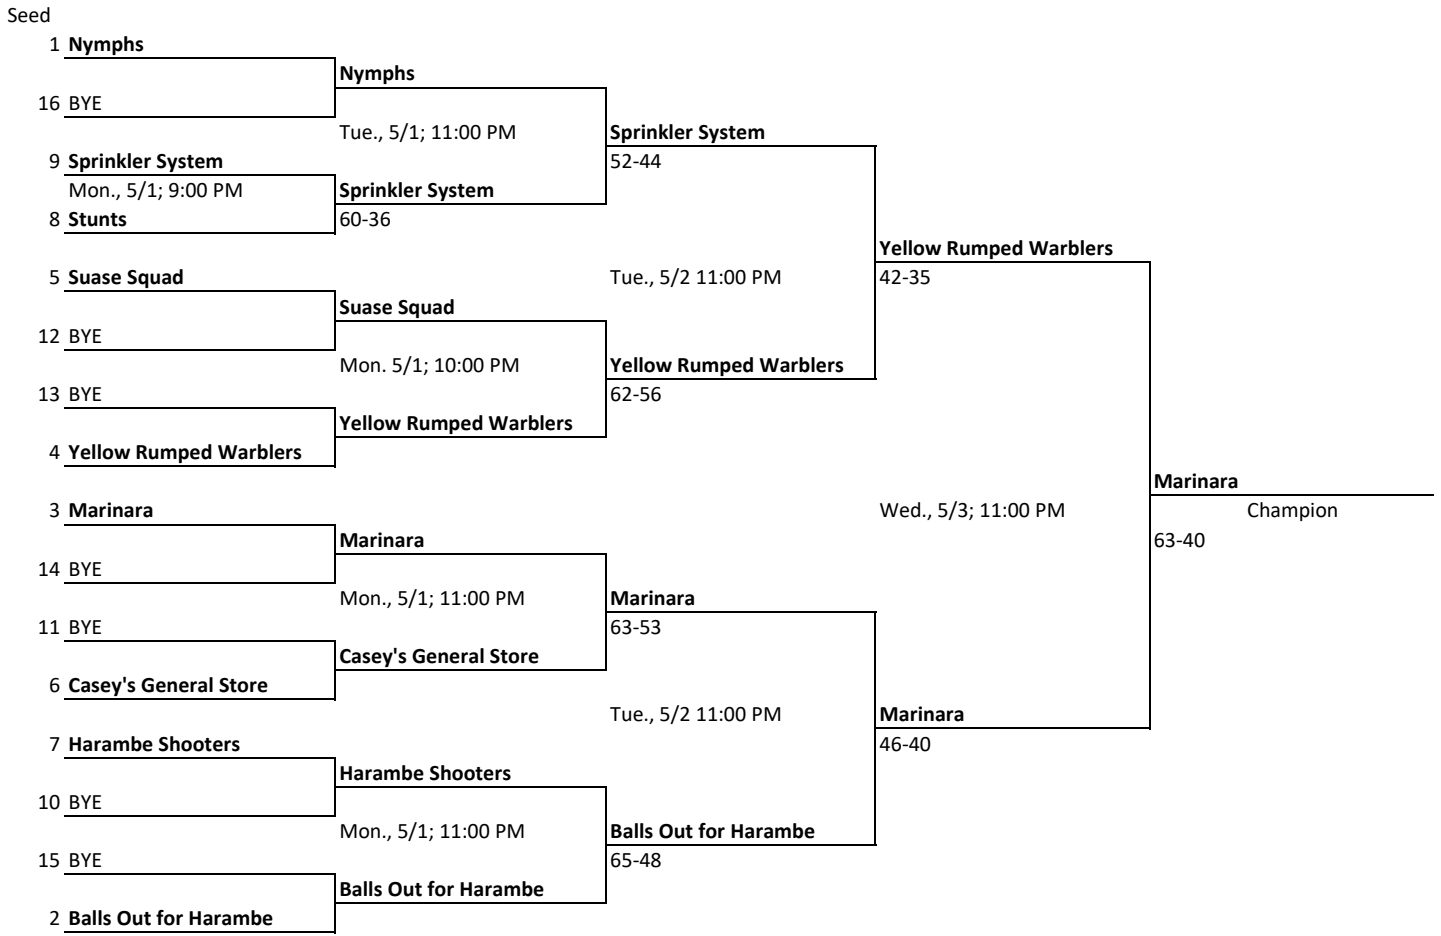 Seed
1 Nymphs
Nymphs
16 BYE
Tue., 5/1; 11:00 PM
Sprinkler System
9 Sprinkler System
52-44
Mon., 5/1; 9:00 PM
Sprinkler System
8 Stunts
60-36
Yellow Rumped Warblers
5 Suase Squad
Tue., 5/2 11:00 PM
42-35
Suase Squad
12 BYE
Mon. 5/1; 10:00 PM
Yellow Rumped Warblers
13 BYE
62-56
Yellow Rumped Warblers
4 Yellow Rumped Warblers
Marinara
3 Marinara
Wed., 5/3; 11:00 PM
Champion
Marinara
63-40
14 BYE
Mon., 5/1; 11:00 PM
Marinara
11 BYE
63-53
Casey's General Store
6 Casey's General Store
Tue., 5/2 11:00 PM
Marinara
7 Harambe Shooters
46-40
Harambe Shooters
10 BYE
Mon., 5/1; 11:00 PM
Balls Out for Harambe
15 BYE
65-48
Balls Out for Harambe
2 Balls Out for Harambe